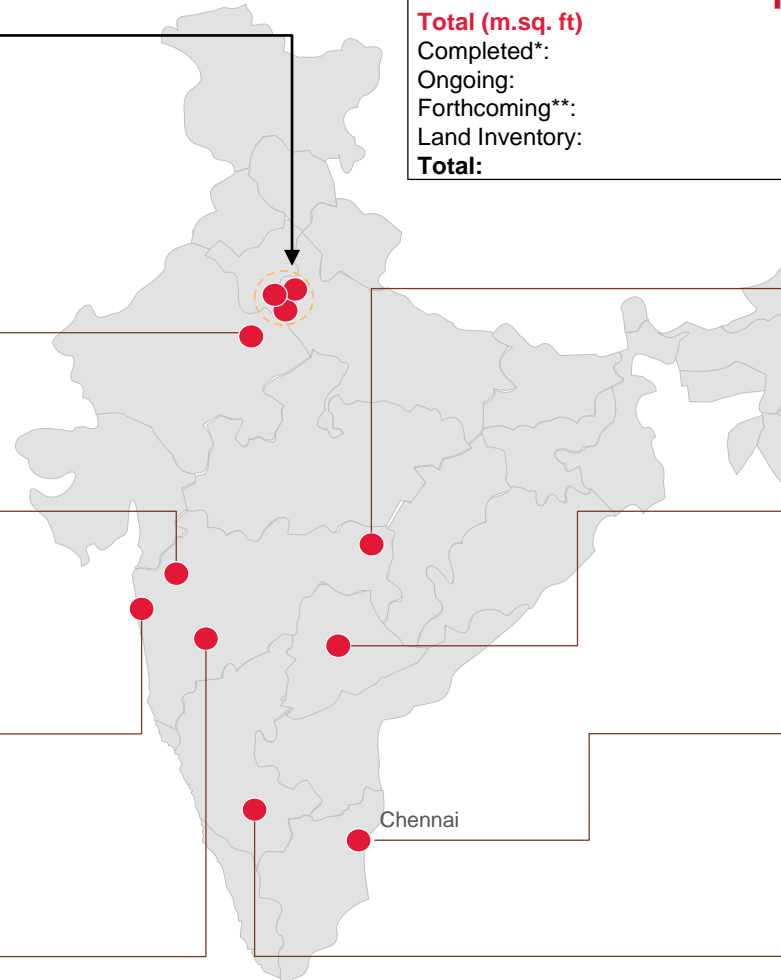 Total (m.sq. ft)
Completed*:
Ongoing:
Forthcoming**:
Land Inventory:
Total:
Chennai